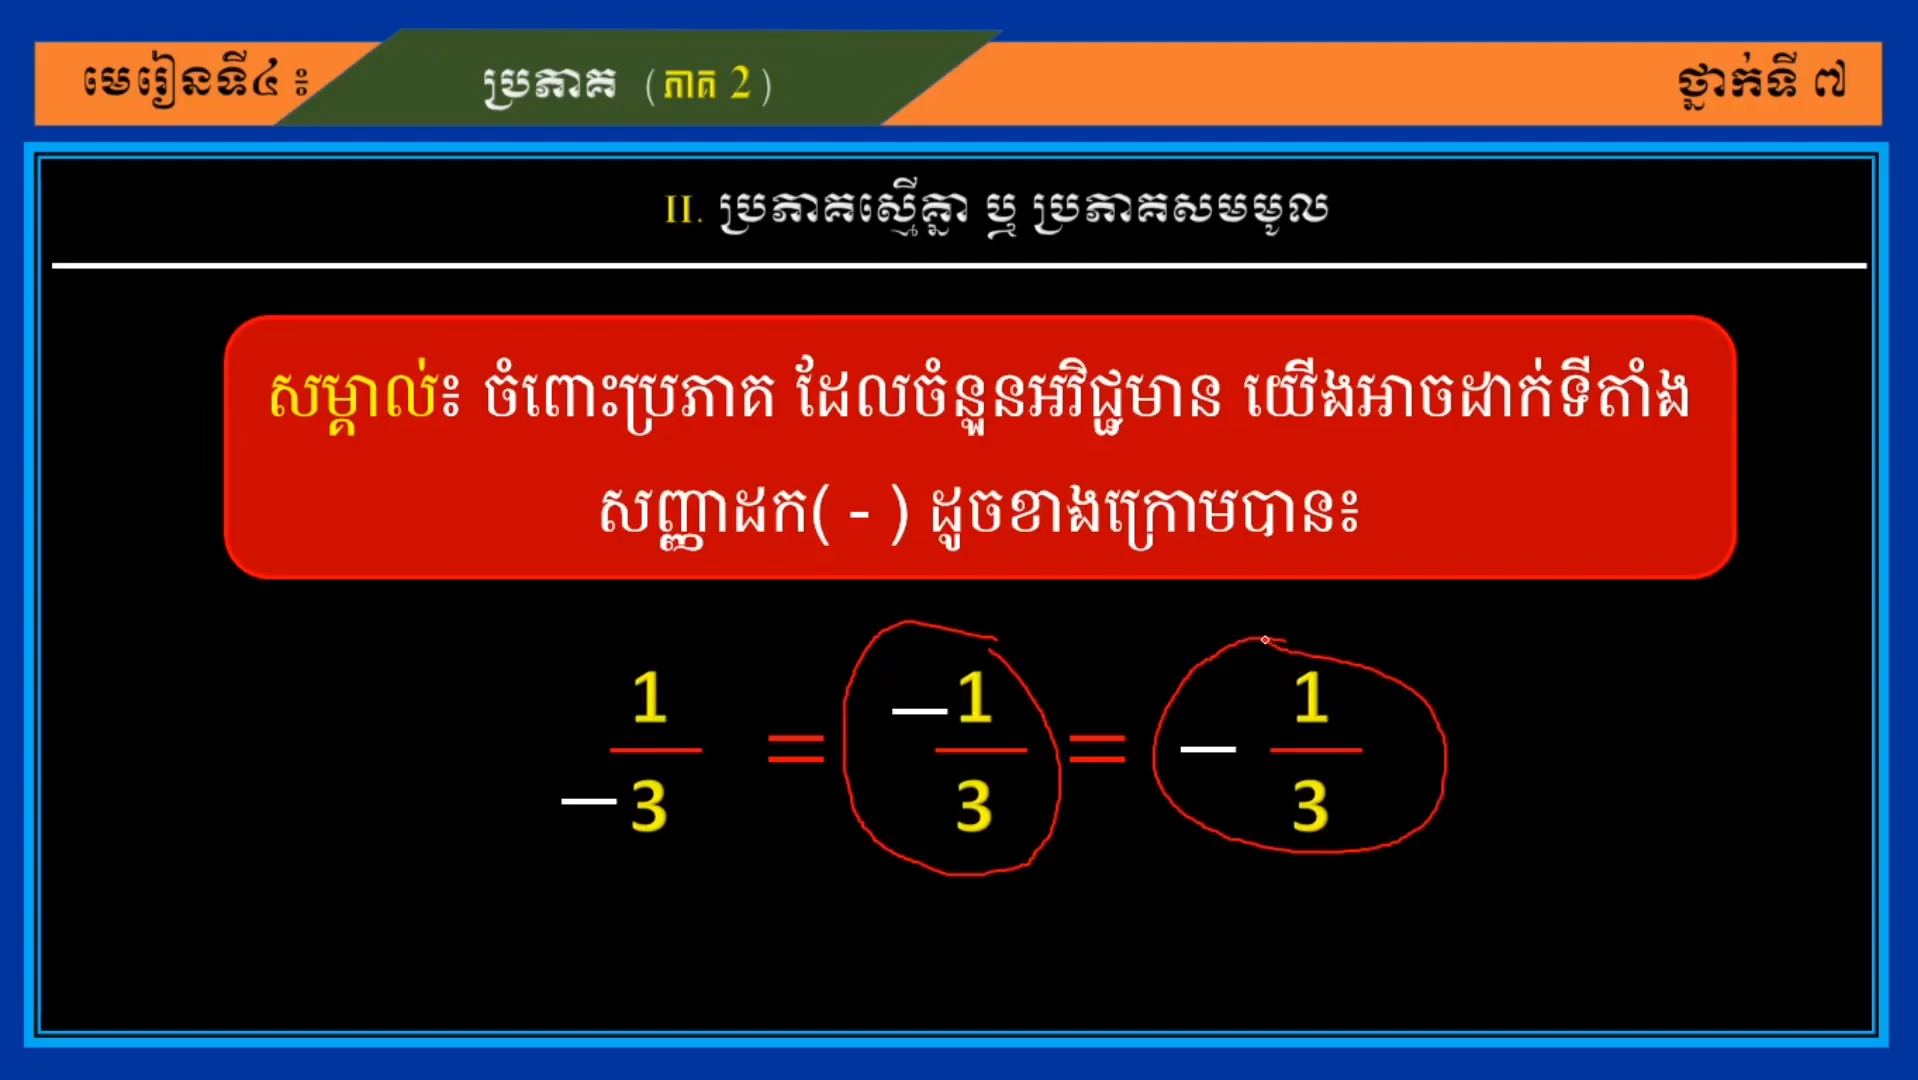 មេរៀនទី៤ ៖ ប្រភាគ (ភាគ 2) ថ្នាក់ទី ៧
II. ប្រភាគស្មើគ្នា ឬ ប្រភាគសមមូល
សម្គាល់៖ ចំពោះប្រភាគ ដែលចំនួនអវិជ្ជមាន យើងអាចដាក់ទីតាំង
សញ្ញាដក( - ) ដូចខាងក្រោមបាន៖
1 —1 1
= = —
—3 3 3